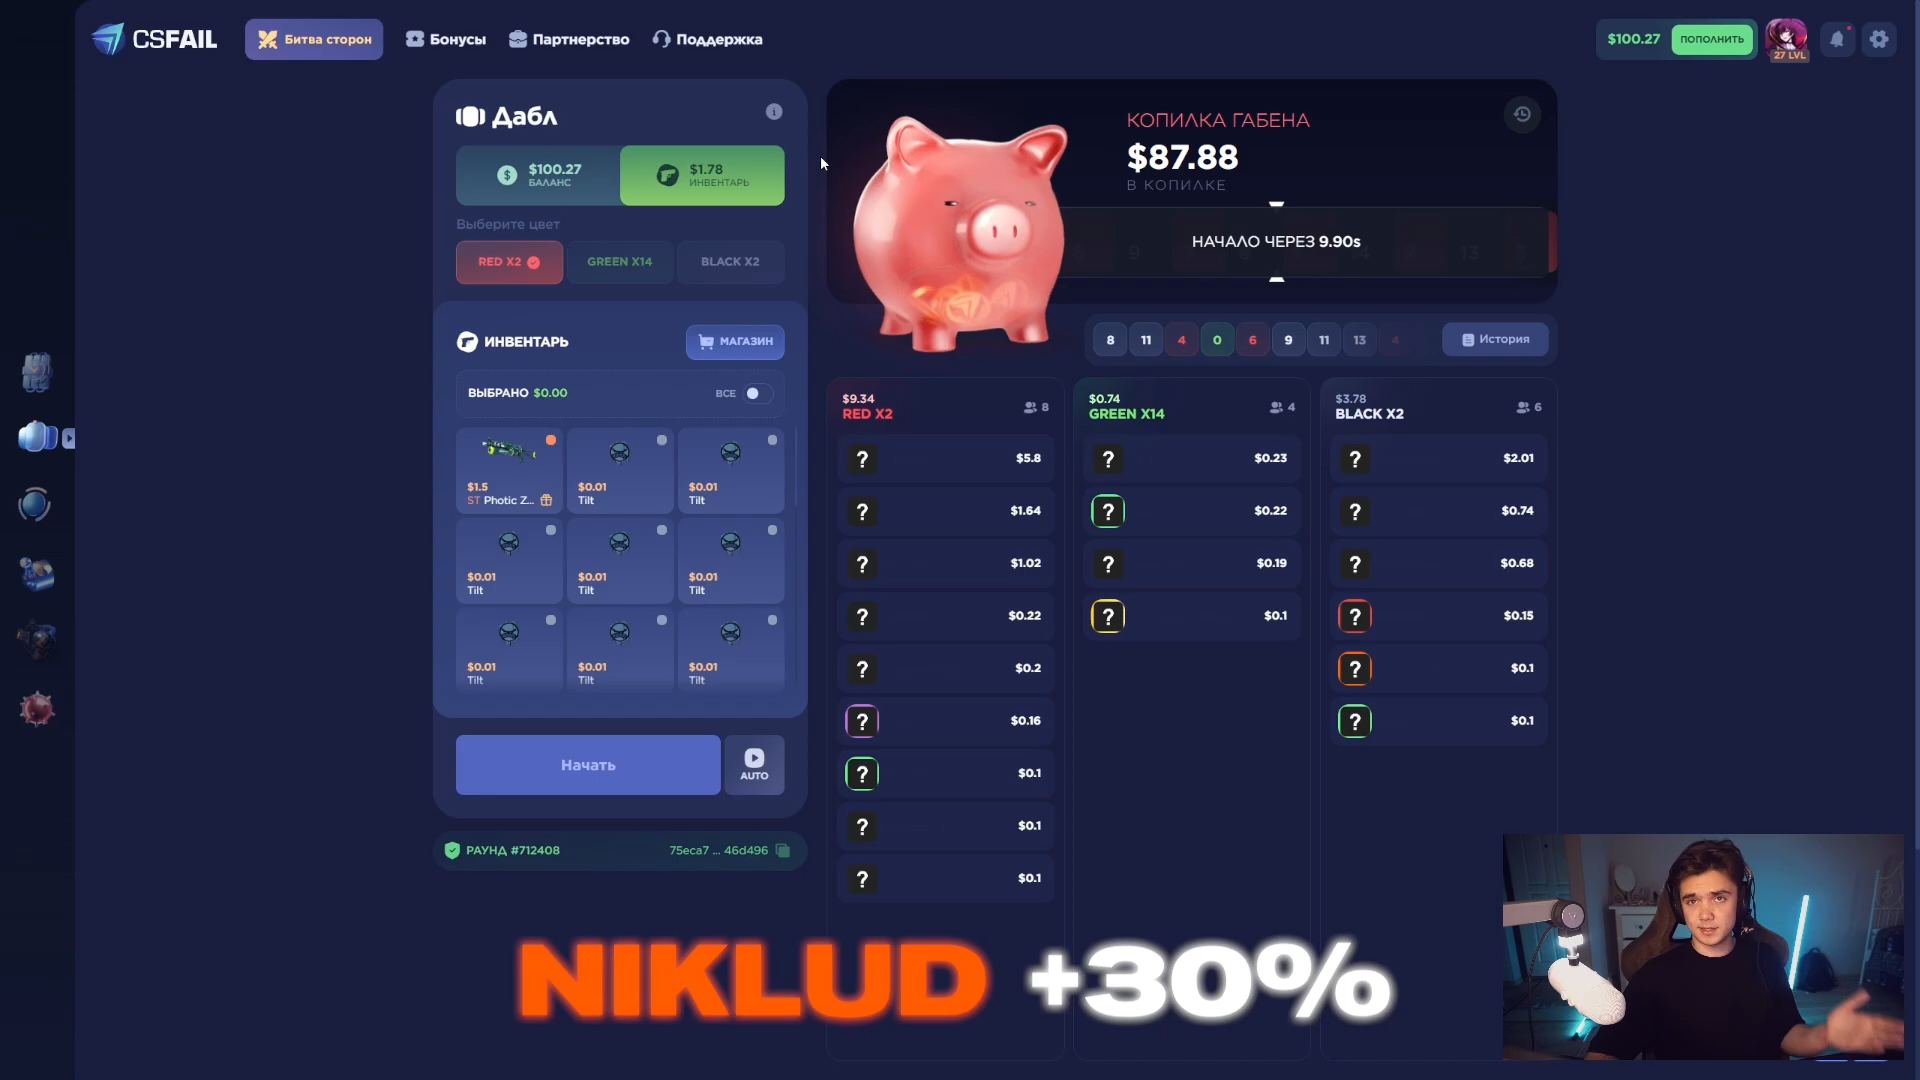 CSFAIL
Битва сторон
Бонусы
Партнерство
Поддержка
$100.27
ПОПОЛНИТЬ
27 LVL
Дабл
$100.27
БАЛАНС
$1.78
ИНВЕНТАРЬ
Выберите цвет
RED X2
GREEN X14
BLACK X2
ИНВЕНТАРЬ
МАГАЗИН
ВЫБРАНО $0.00
ВСЕ
$1.5
ST Photic Z...
$0.01
Tilt
$0.01
Tilt
$0.01
Tilt
$0.01
Tilt
$0.01
Tilt
$0.01
Tilt
$0.01
Tilt
$0.01
Tilt
Начать
AUTO
РАУНД #712408
75eca7 ... 46d496
КОПИЛКА ГАБЕНА
$87.88
В КОПИЛКЕ
НАЧАЛО ЧЕРЕЗ 9.90s
9
13
8 11 4 0 6 9 11 13 4
История
$9.34
RED X2
8
? $5.8
? $1.64
? $1.02
? $0.22
? $0.2
? $0.16
? $0.1
? $0.1
? $0.1
$0.74
GREEN X14
4
? $0.23
? $0.22
? $0.19
? $0.1
$3.78
BLACK X2
6
? $2.01
? $0.74
? $0.68
? $0.15
? $0.1
? $0.1
NIKLUD +30%